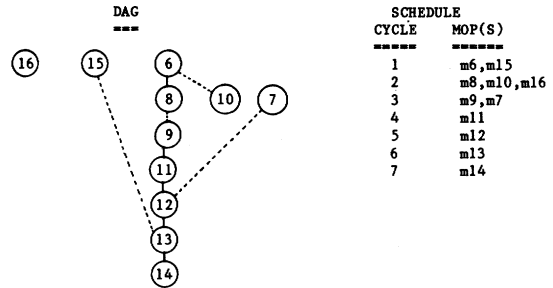 DAG
===
16 15 6
8 10 7
9
11
12
13
14
SCHEDULE
CYCLE MOP(S)
===== ======
1 m6,m15
2 m8,m10,m16
3 m9,m7
4 m11
5 m12
6 m13
7 m14